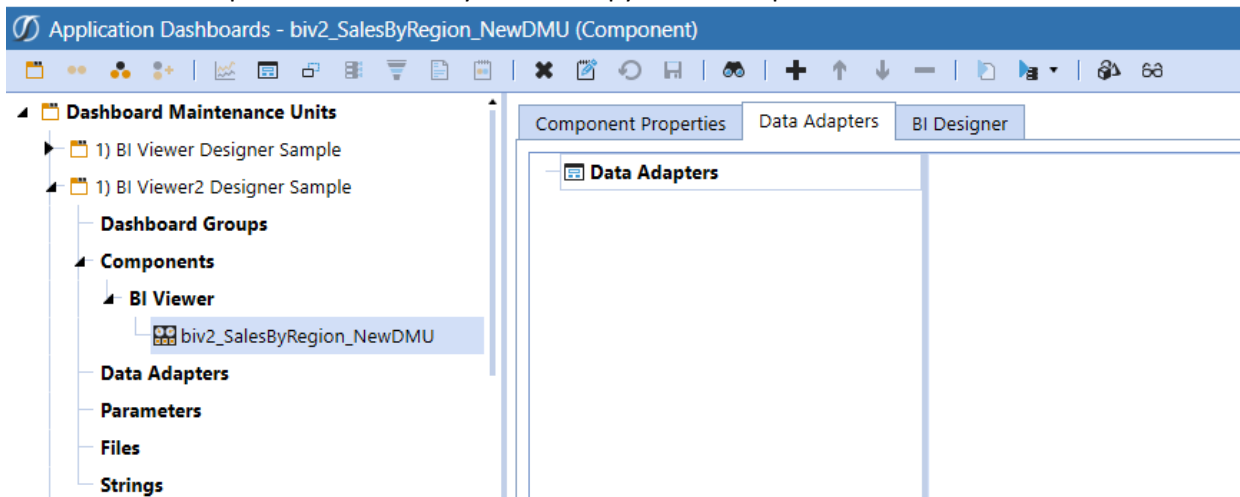 Application Dashboards - biv2_SalesByRegion_NewDMU (Component)
Dashboard Maintenance Units
1) BI Viewer Designer Sample
1) BI Viewer2 Designer Sample
Dashboard Groups
Components
BI Viewer
biv2_SalesByRegion_NewDMU
Data Adapters
Parameters
Files
Strings
Component Properties Data Adapters BI Designer
Data Adapters